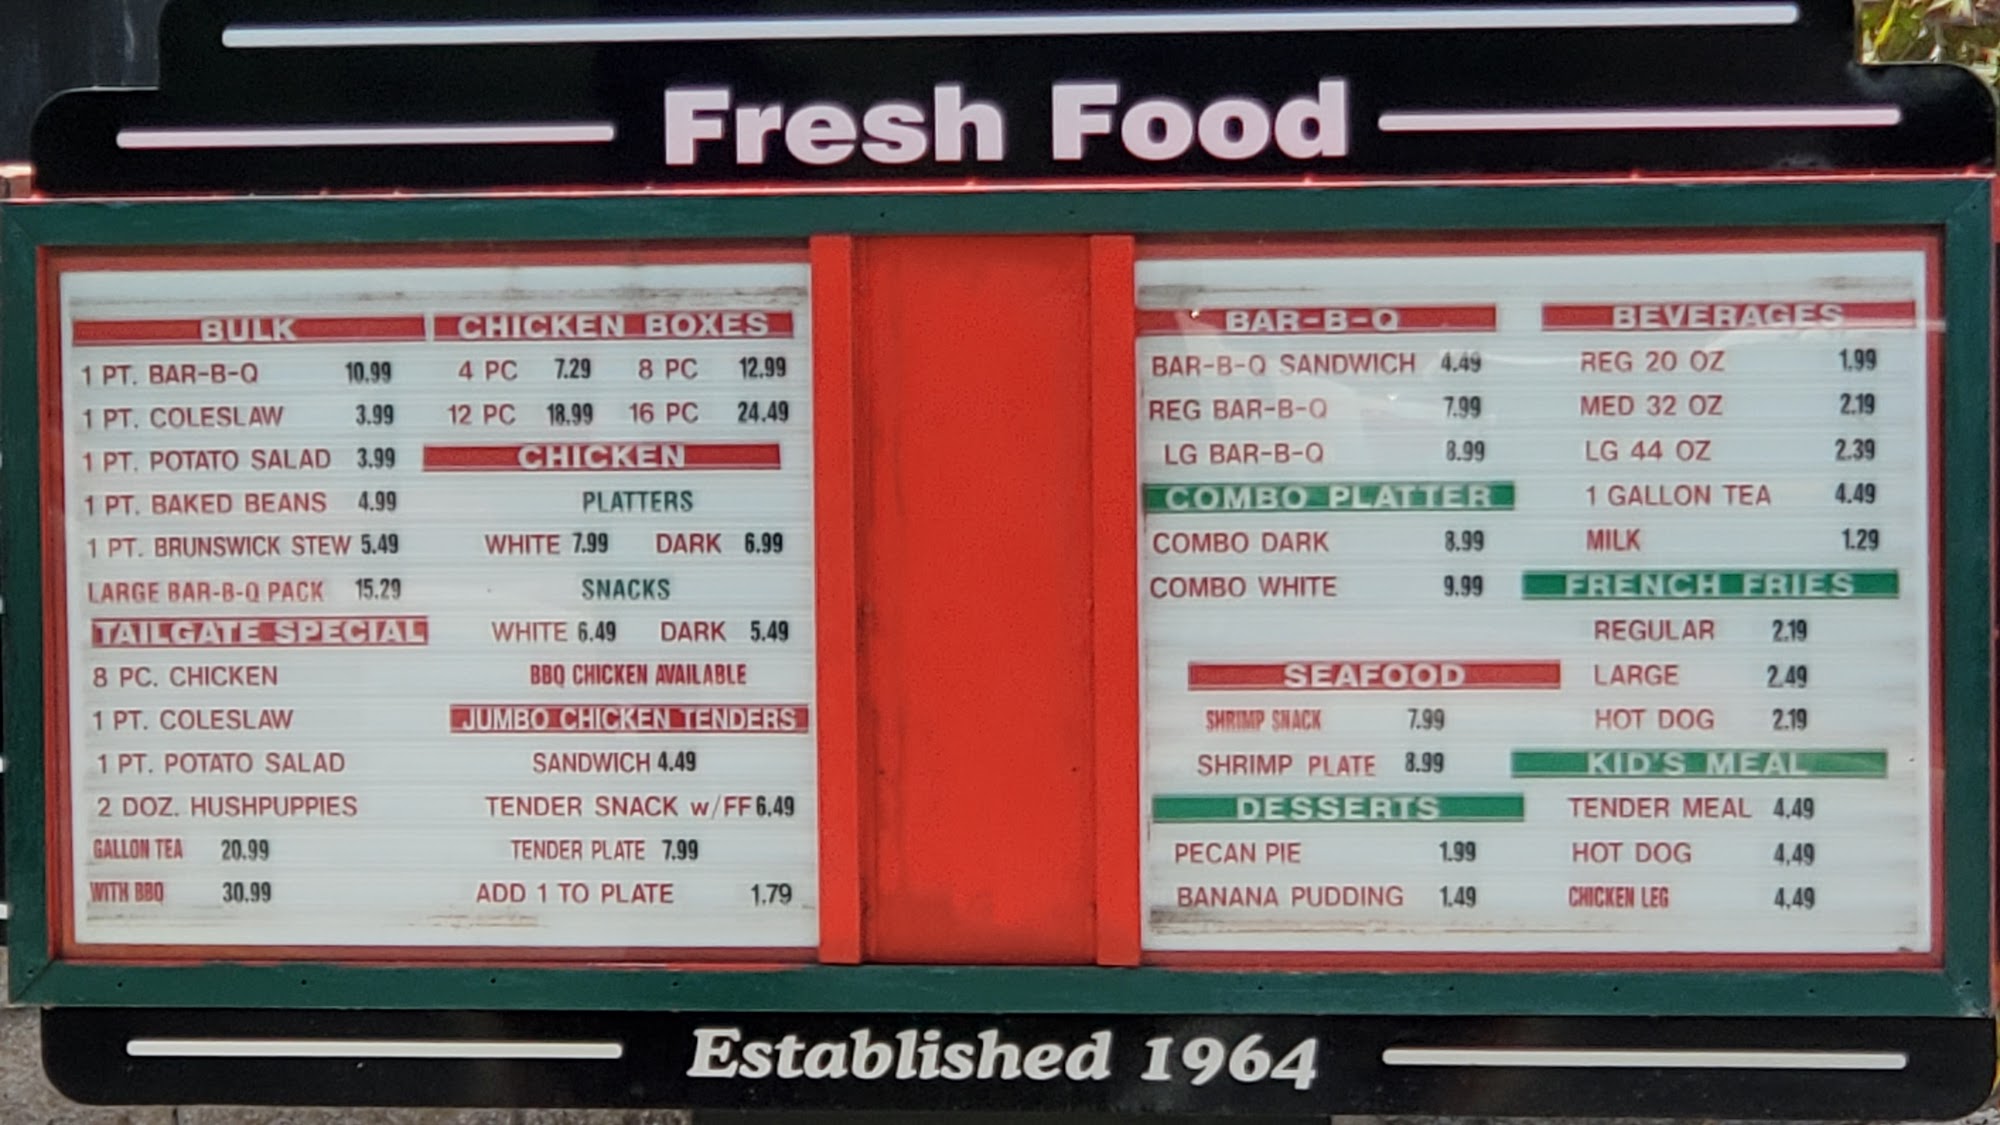 Fresh Food
BULK
1 PT. BAR-B-Q 10.99
1 PT. COLESLAW 3.99
1 PT. POTATO SALAD 3.99
1 PT. BAKED BEANS 4.99
1 PT. BRUNSWICK STEW 5.49
LARGE BAR-B-Q PACK 15.29
TAILGATE SPECIAL
8 PC. CHICKEN
1 PT. COLESLAW
1 PT. POTATO SALAD
2 DOZ. HUSHPUPPIES
GALLON TEA 20.99
WITH BBQ 30.99
CHICKEN BOXES
4 PC 7.29 8 PC 12.99
12 PC 18.99 16 PC 24.49
CHICKEN
PLATTERS
WHITE 7.99 DARK 6.99
SNACKS
WHITE 6.49 DARK 5.49
BBQ CHICKEN AVAILABLE
JUMBO CHICKEN TENDERS
SANDWICH 4.49
TENDER SNACK w/FF 6.49
TENDER PLATE 7.99
ADD 1 TO PLATE 1.79
BAR-B-Q
BAR-B-Q SANDWICH 4.49
REG BAR-B-Q 7.99
LG BAR-B-Q 8.99
COMBO PLATTER
COMBO DARK 8.99
COMBO WHITE 9.99
SEAFOOD
SHRIMP SNACK 7.99
SHRIMP PLATE 8.99
DESSERTS
PECAN PIE 1.99
BANANA PUDDING 1.49
BEVERAGES
REG 20 OZ 1.99
MED 32 OZ 2.19
LG 44 OZ 2.39
1 GALLON TEA 4.49
MILK 1.29
FRENCH FRIES
REGULAR 2.19
LARGE 2.49
HOT DOG 2.19
KID'S MEAL
TENDER MEAL 4.49
HOT DOG 4.49
CHICKEN LEG 4.49
Established 1964